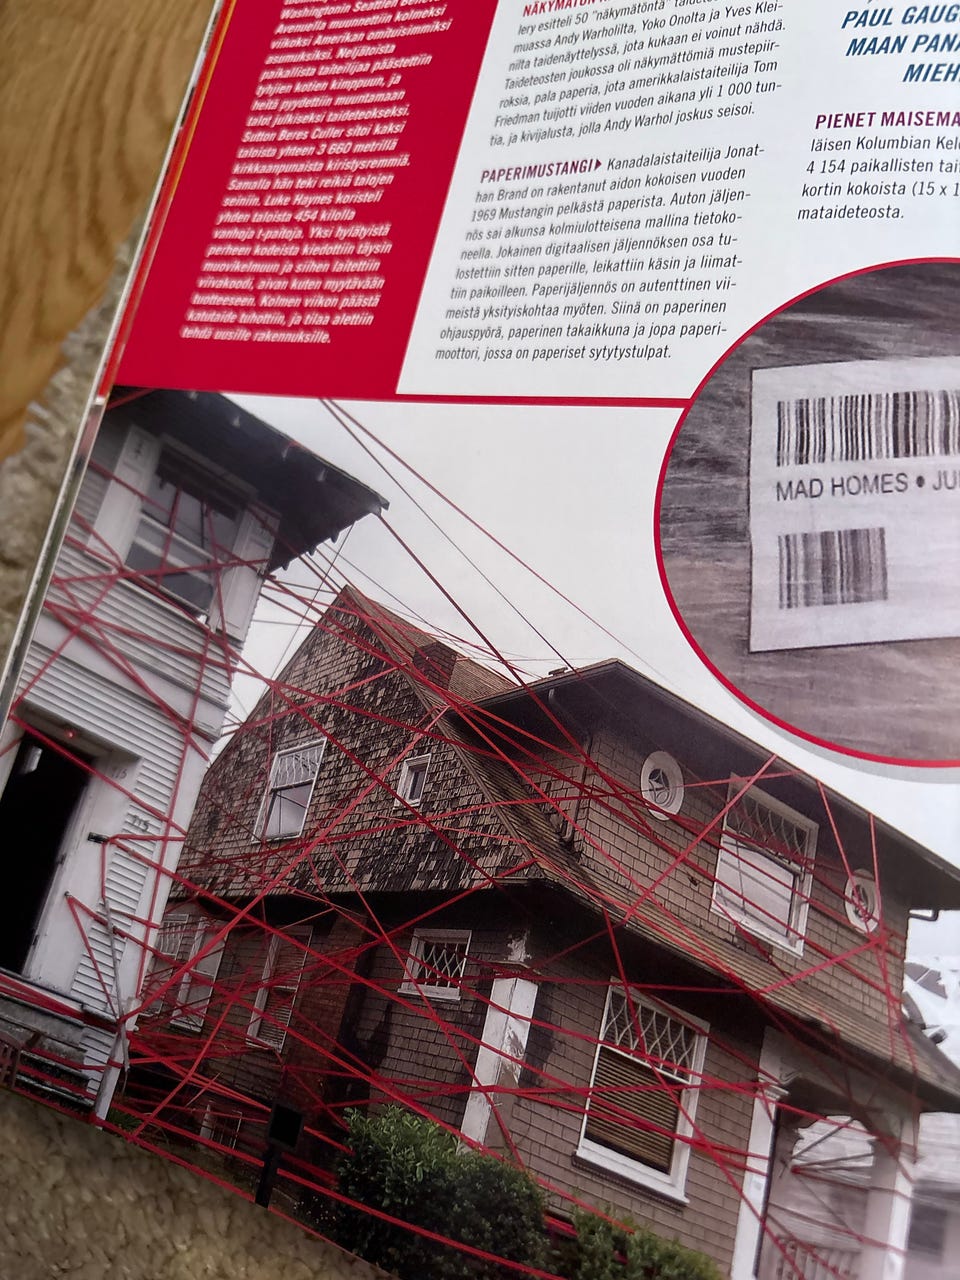 Washingtonin Seattlen
Avenuella muunnettiin kolmeksi
viikoksi Amerikan omituisimmiksi
asumuksiksi. Neljätoista
paikallista taiteilijaa päästettiin
tyhjien kotien kimppuun, ja
heitä pyydettiin muuntamaan
talot julkiseksi taideteokseksi.
Sutton Beres Culler sitoi kaksi
taloista yhteen 3 660 metrillä
kirkkaanpunaista kiristysremmiä.
Samalla hän teki reikiä talojen
seiniin. Luke Haynes koristeli
yhden taloista 454 kilolla
vanhoja t-paitoja. Yksi hylätyistä
perheen kodeista kiedottiin täysin
muovikelmuun ja siihen laitettiin
viivakoodi, aivan kuten myytävään
tuotteeseen. Kolmen viikon päästä
katutaide tuhottiin, ja tilaa alettiin
tehdä uusille rakennuksille.
lery esitteli 50 "näkymätöntä"
muassa Andy Warholilta, Yoko Onolta ja Yves Klei-
nilta taidenäyttelyssä, jota kukaan ei voinut nähdä.
Taideteosten joukossa oli näkymättömiä mustepiir-
roksia, pala paperia, jota amerikkalaistaiteilija Tom
Friedman tuijotti viiden vuoden aikana yli 1 000 tun-
tia, ja kivijalusta, jolla Andy Warhol joskus seisoi.
PAPERIMUSTANGI▶ Kanadalaistaiteilija Jonat-
han Brand on rakentanut aidon kokoisen vuoden
1969 Mustangin pelkästä paperista. Auton jäljen-
nös sai alkunsa kolmiulotteisena mallina tietoko-
neella. Jokainen digitaalisen jäljennöksen osa tu-
lostettiin sitten paperille, leikattiin käsin ja liimat-
tiin paikoilleen. Paperijäljennös on autenttinen vii-
meistä yksityiskohtaa myöten. Siinä on paperinen
ohjauspyörä, paperinen takaikkuna ja jopa paperi-
moottori, jossa on paperiset sytytystulpat.
PAUL GAUG
MAAN PANA
MIEH
PIENET MAISEMA
läisen Kolumbian Kel
4 154 paikallisten tai
kortin kokoista (15 x 1
mataideteosta.
MAD HOMES • JU
715
715